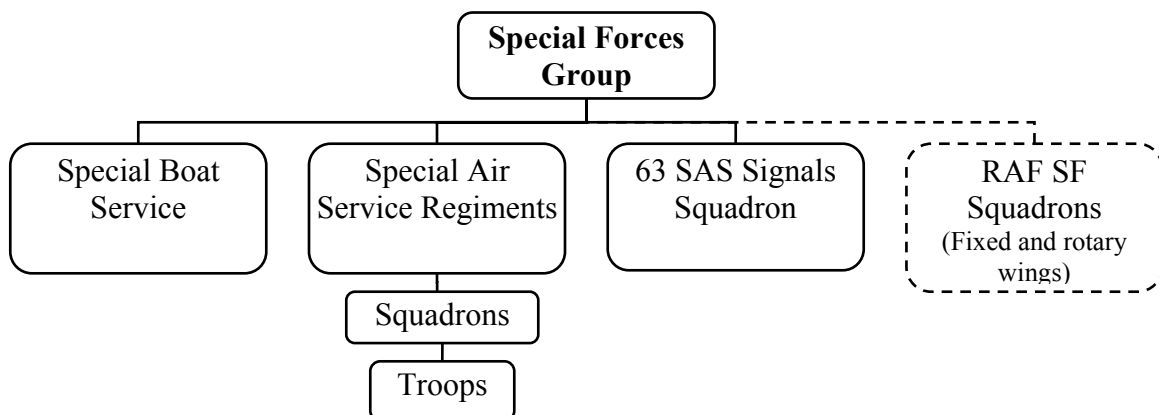 Special Forces
Group
Special Boat
Service
Special Air
Service Regiments
63 SAS Signals
Squadron
RAF SF
Squadrons
(Fixed and rotary
wings)
Squadrons
Troops